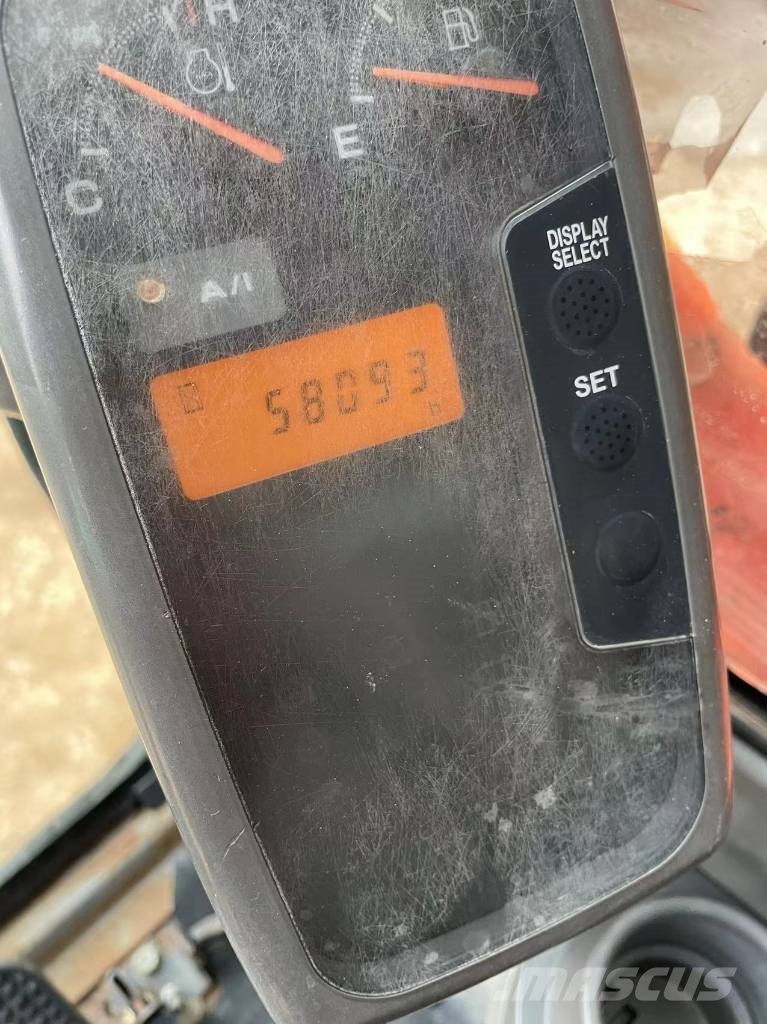 H
C
E
A/I
DISPLAY
SELECT
58093
h
SET
MASCUS